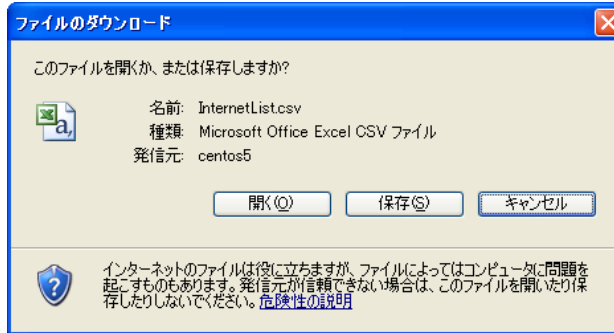 ファイルのダウンロード
このファイルを開くか、または保存しますか?
名前: InternetList.csv
種類: Microsoft Office Excel CSV ファイル
発信元: centos5
開く(O)
保存(S)
キャンセル
インターネットのファイルは役に立ちますが、ファイルによってはコンピュータに問題を
起こすものもあります。発信元が信頼できない場合は、このファイルを開いたり保
存したりしないでください。危険性の説明